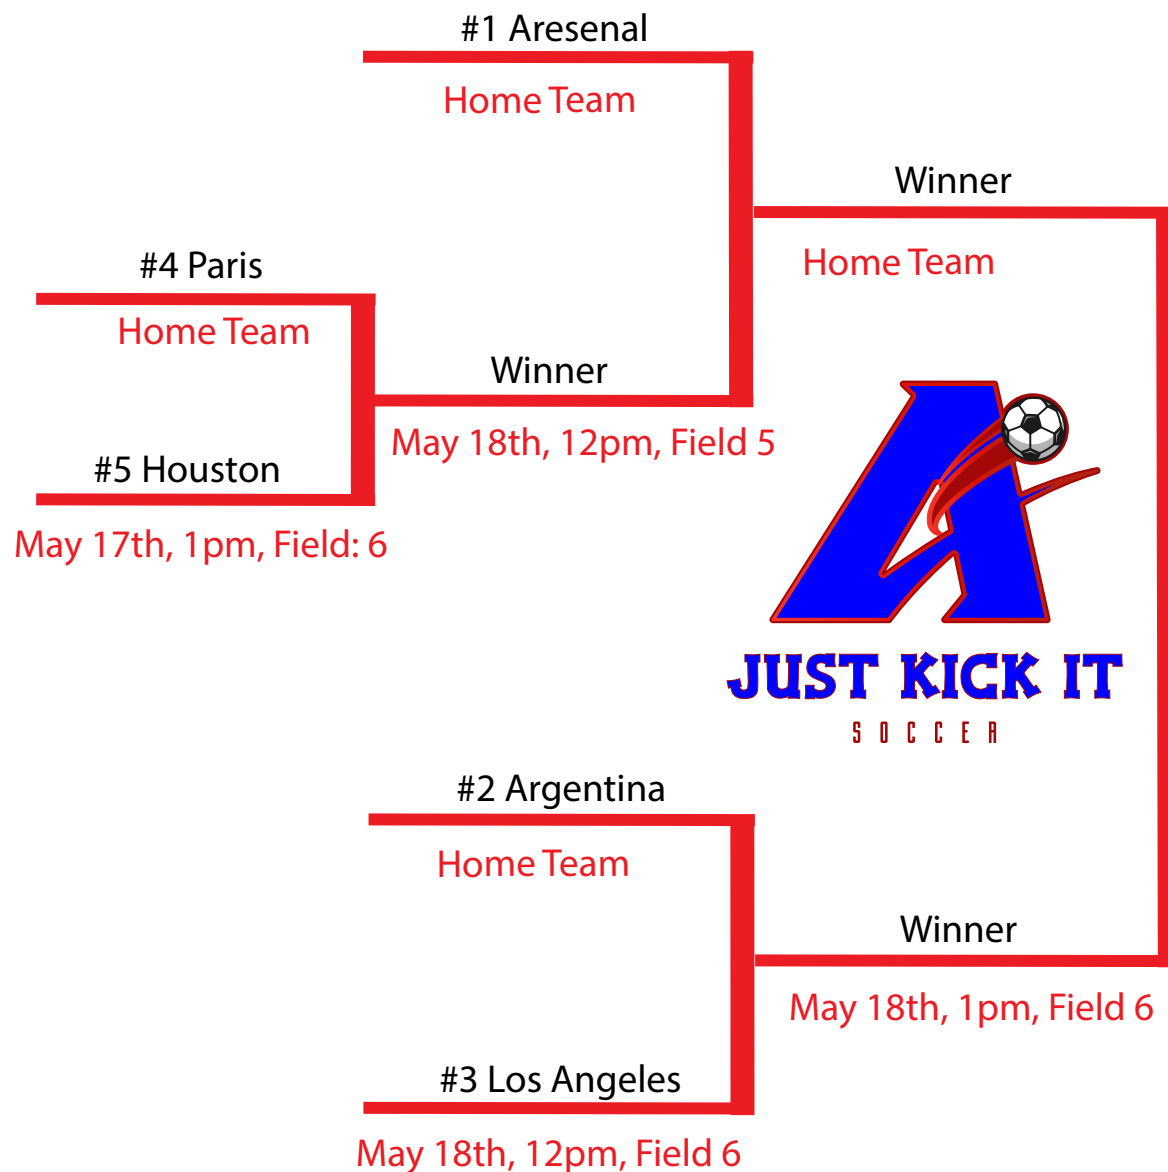 #1 Aresenal
Home Team
Winner
Home Team
#4 Paris
Home Team
Winner
May 18th, 12pm, Field 5
#5 Houston
May 17th, 1pm, Field: 6
JUST KICK IT
SOCCER
#2 Argentina
Home Team
Winner
May 18th, 1pm, Field 6
#3 Los Angeles
May 18th, 12pm, Field 6